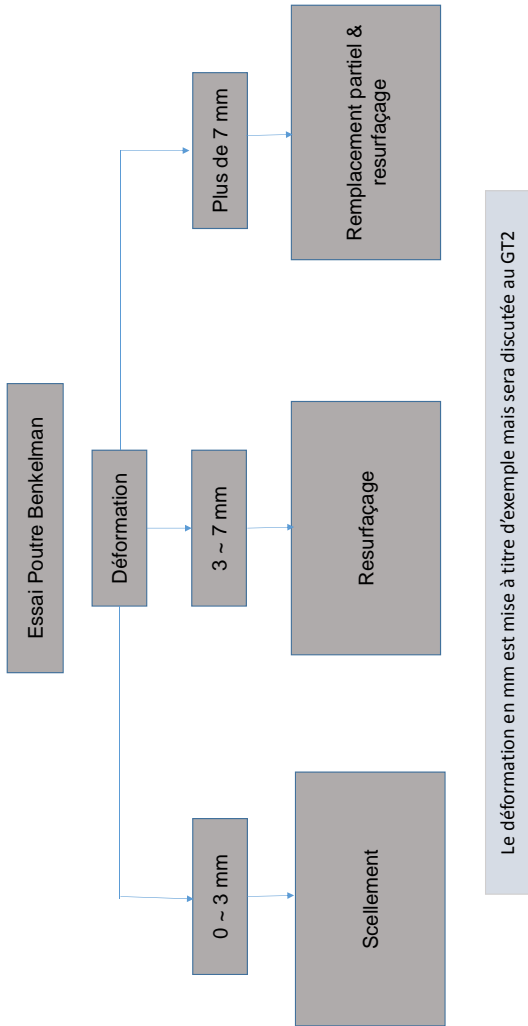 Essai Poutre Benkelman
Déformation
0 ~ 3 mm
3 ~ 7 mm
Plus de 7 mm
Scellement
Resurfaçage
Remplacement partiel &
resurfaçage
Le déformation en mm est mise à titre d’exemple mais sera discutée au GT2